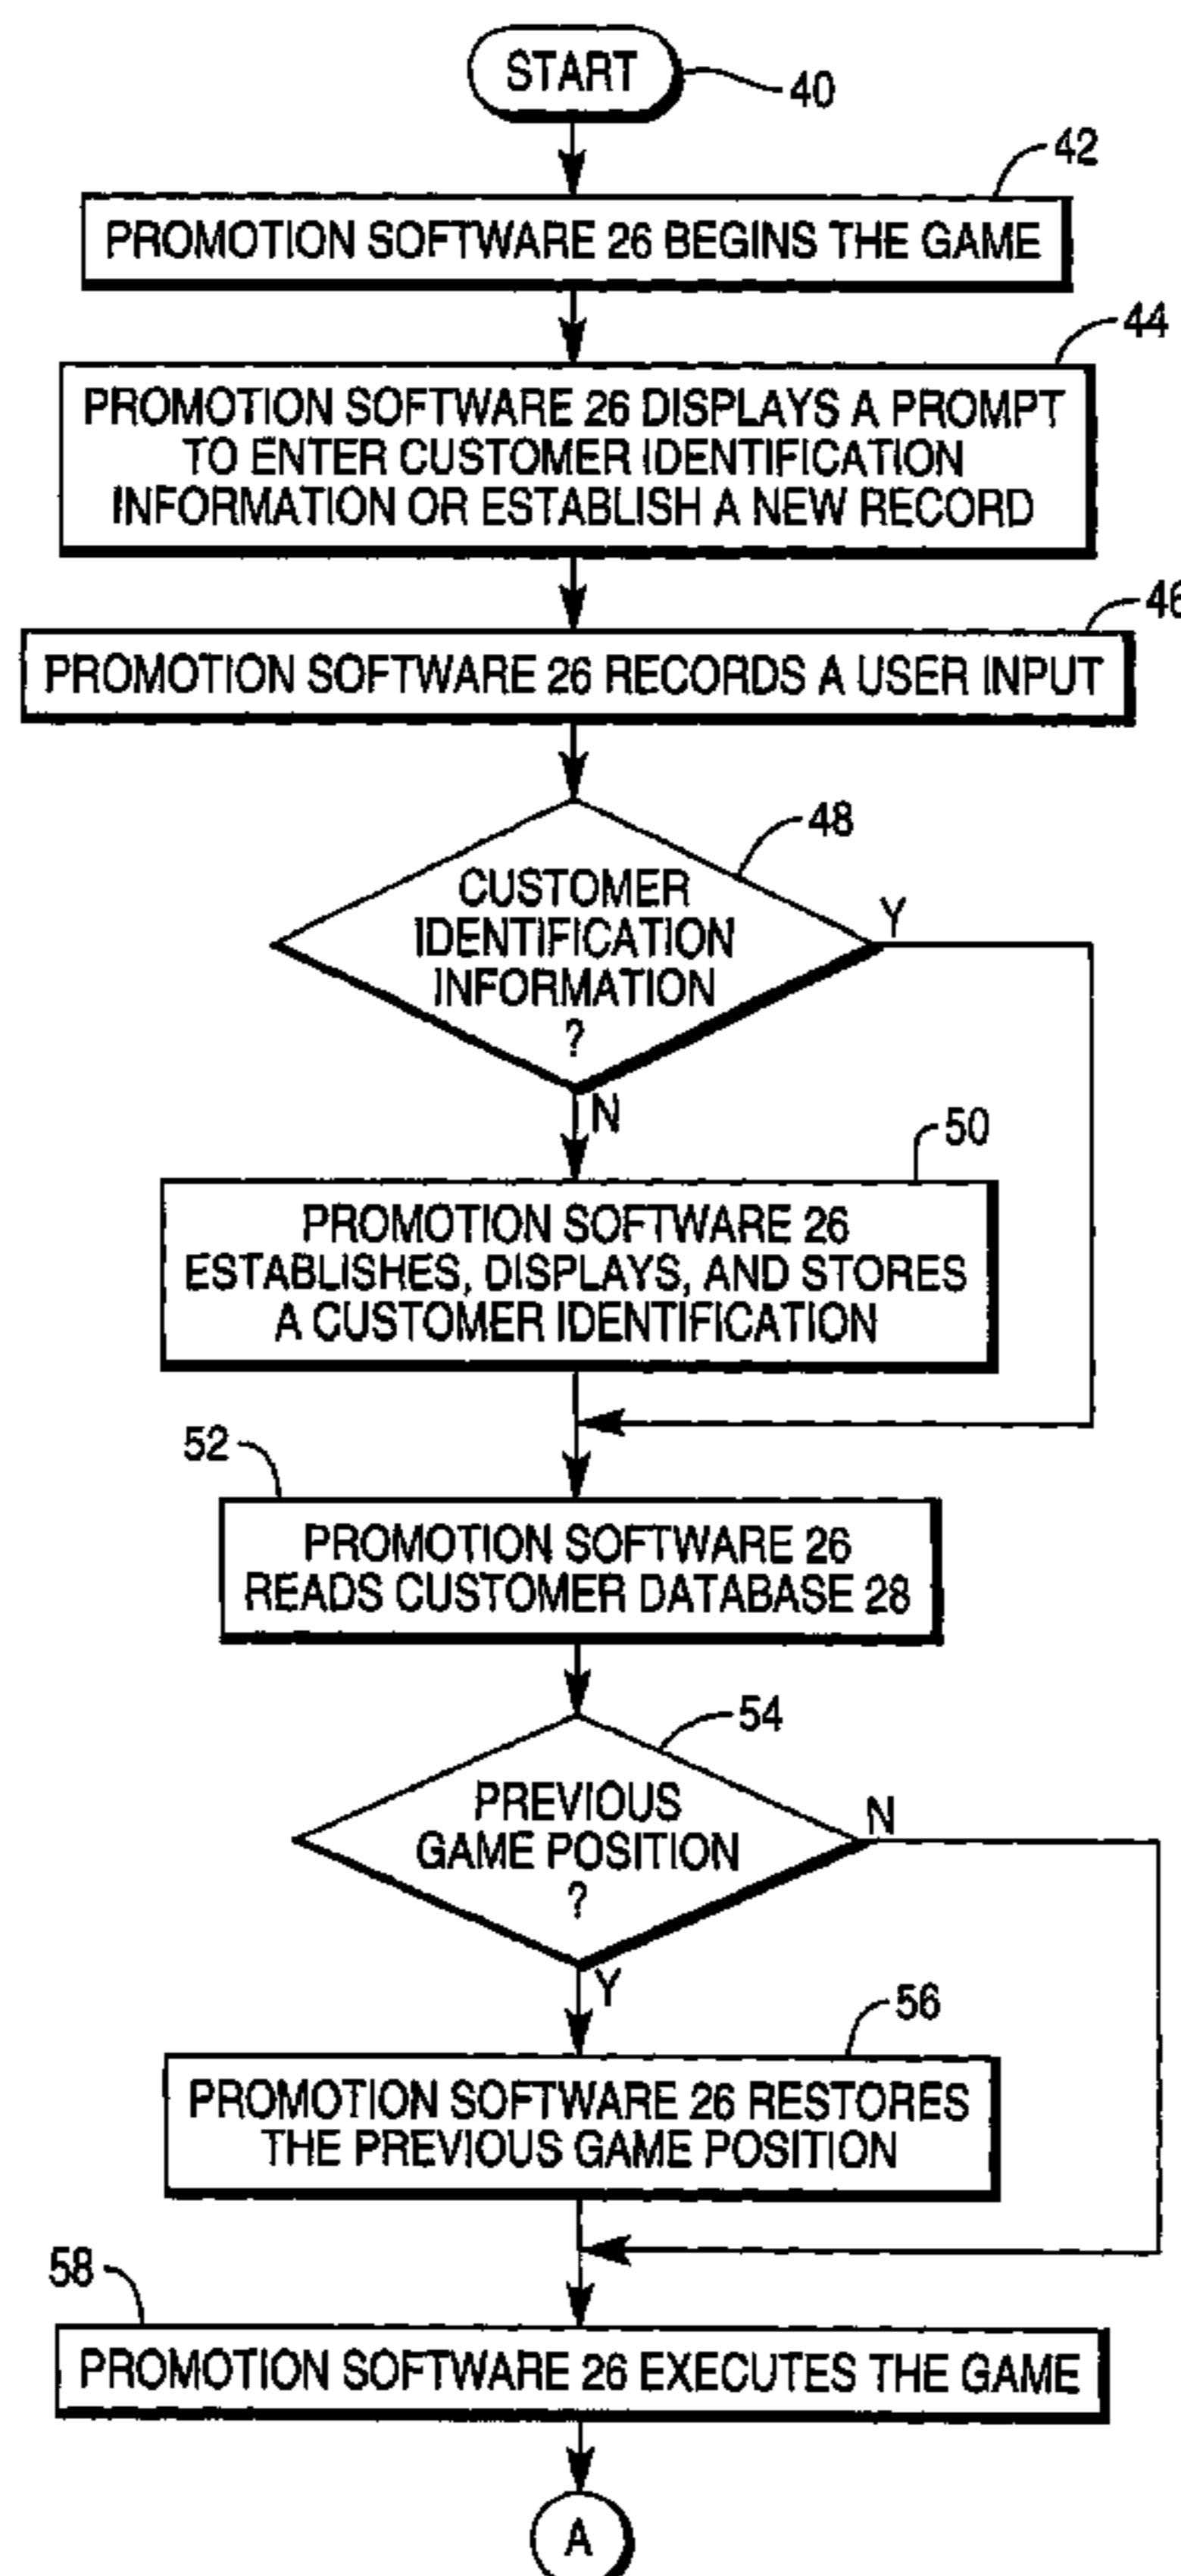 START
40
42
PROMOTION SOFTWARE 26 BEGINS THE GAME
44
PROMOTION SOFTWARE 26 DISPLAYS A PROMPT
TO ENTER CUSTOMER IDENTIFICATION
INFORMATION OR ESTABLISH A NEW RECORD
46
PROMOTION SOFTWARE 26 RECORDS A USER INPUT
48
CUSTOMER
IDENTIFICATION
INFORMATION
?
Y
N
50
PROMOTION SOFTWARE 26
ESTABLISHES, DISPLAYS, AND STORES
A CUSTOMER IDENTIFICATION
52
PROMOTION SOFTWARE 26
READS CUSTOMER DATABASE 28
54
PREVIOUS
GAME POSITION
?
N
Y
56
PROMOTION SOFTWARE 26 RESTORES
THE PREVIOUS GAME POSITION
58
PROMOTION SOFTWARE 26 EXECUTES THE GAME
A